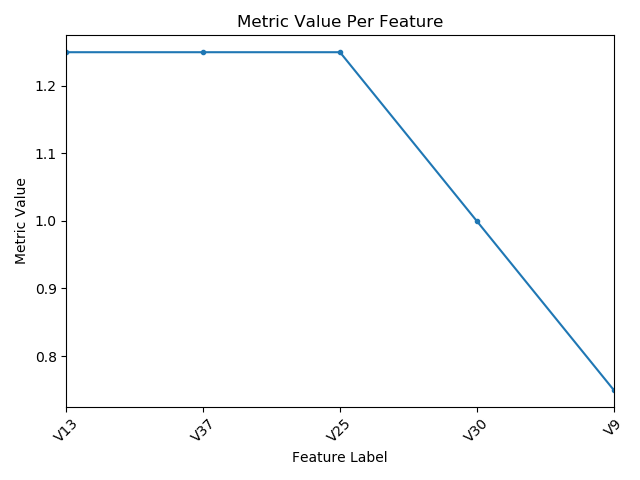 Metric Value Per Feature
Metric Value
1.2
1.1
1.0
0.9
0.8
V13
V37
V25
V30
V9
Feature Label